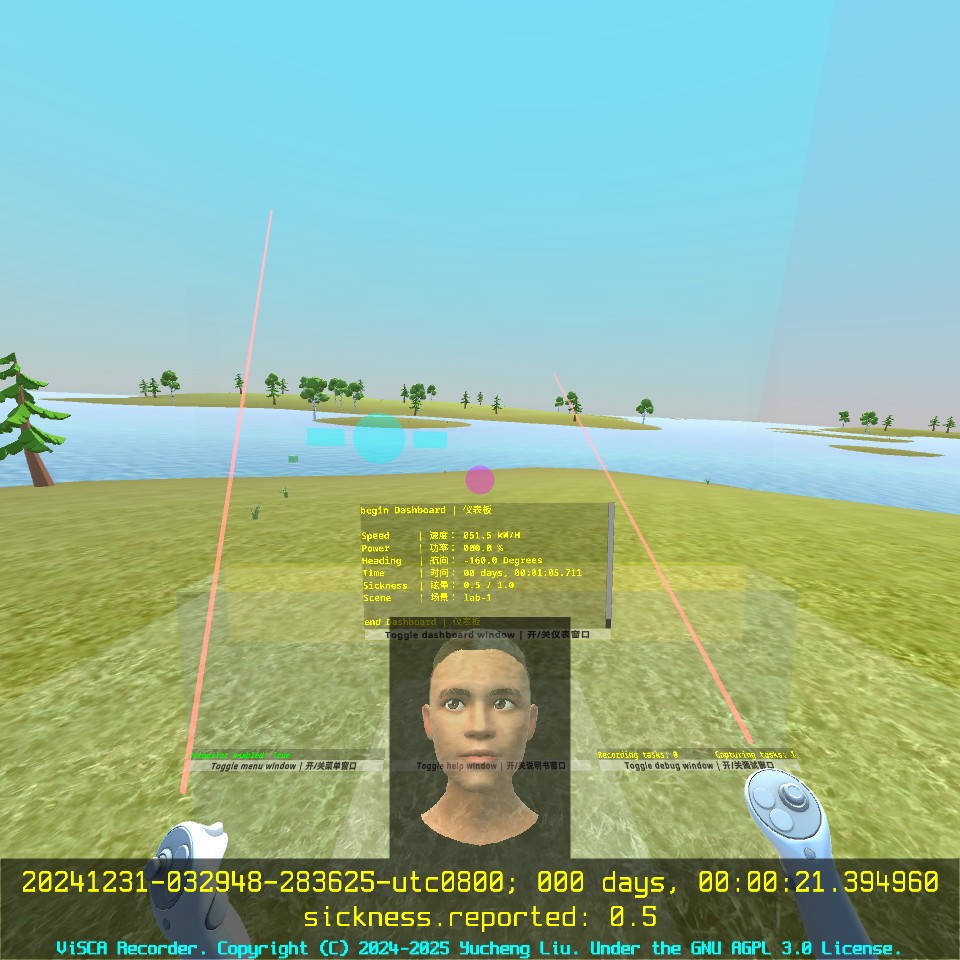 begin Dashboard | 仪表板
Speed | 速度： 051.5 kW/H
Power | 功率： 000.0 %
Heading | 航向： -160.0 Degrees
Time | 时间： 00 days, 00:01:05.711
Sickness | 眩晕： 0.5 / 1.0
Scene | 场景： lab-1
end Dashboard | 仪表板
Toggle dashboard window | 开/关仪表窗口
Recording tasks: 0 Capturing tasks: 1
Toggle menu window | 开/关菜单窗口
Toggle help window | 开/关说明书窗口
Toggle debug window | 开/关调试窗口
20241231-032948-283625-utc0800; 000 days, 00:00:21.394960
sickness.reported: 0.5
ViSCA Recorder. Copyright (C) 2024-2025 Yucheng Liu. Under the GNU AGPL 3.0 License.